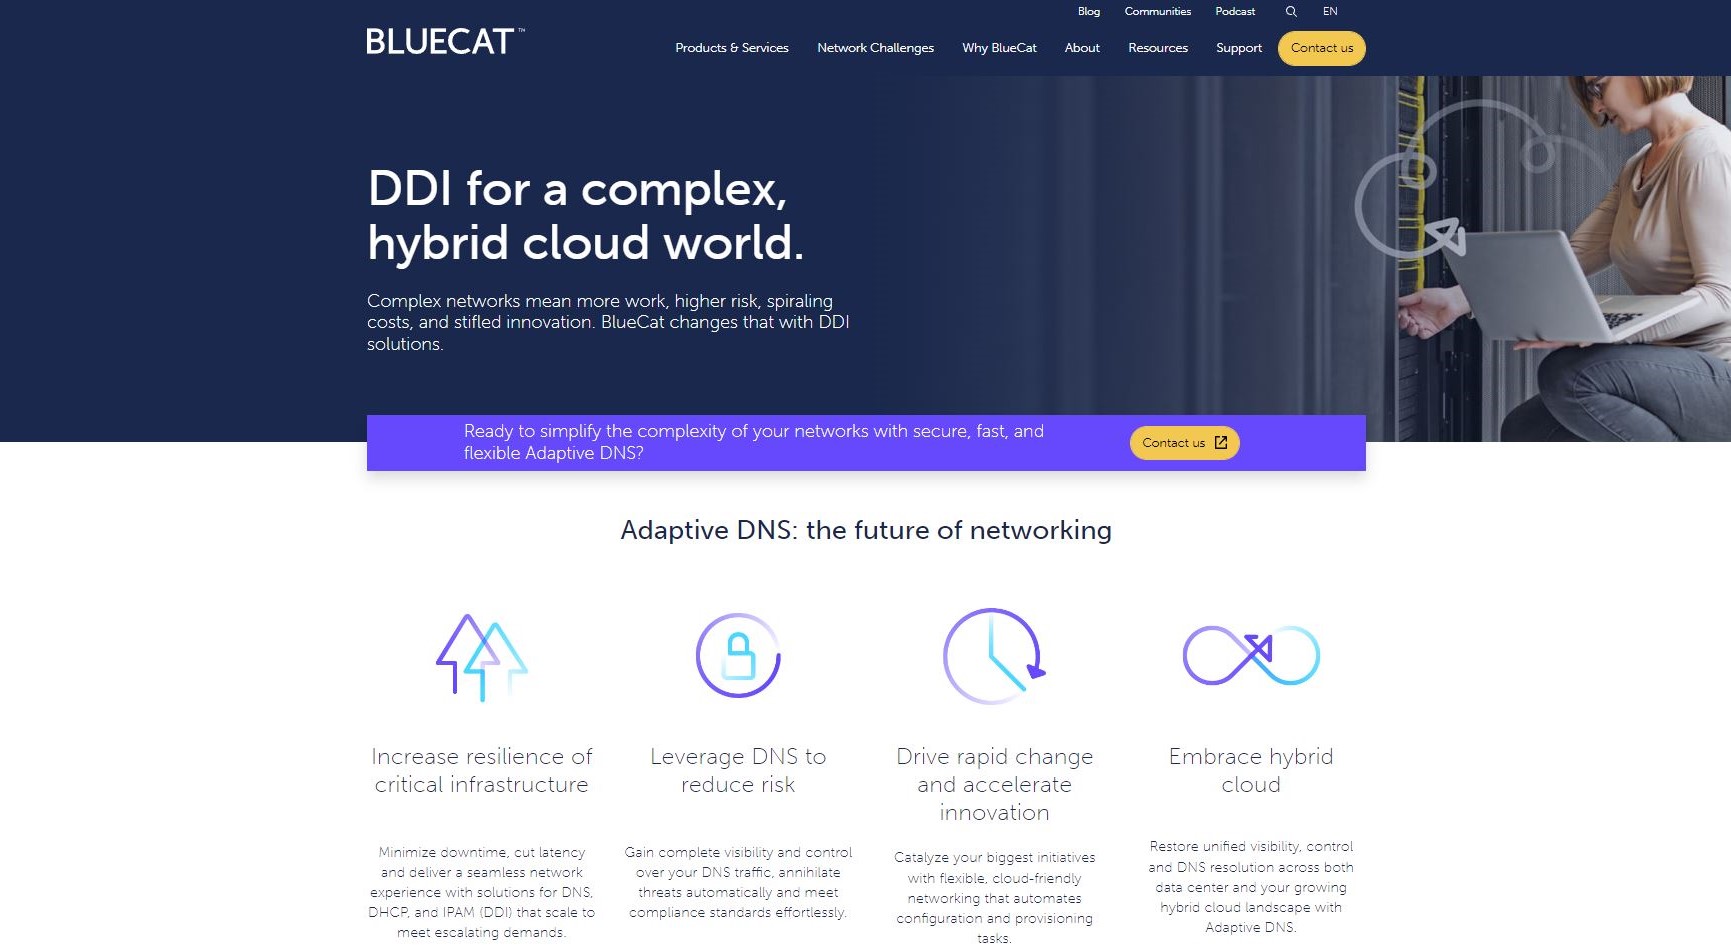 Blog Communities Podcast EN
BLUECAT™
Products & Services Network Challenges Why BlueCat About Resources Support Contact us
DDI for a complex,
hybrid cloud world.
Complex networks mean more work, higher risk, spiraling
costs, and stifled innovation. BlueCat changes that with DDI
solutions.
Ready to simplify the complexity of your networks with secure, fast, and
flexible Adaptive DNS?
Contact us
Adaptive DNS: the future of networking
Increase resilience of
critical infrastructure
Minimize downtime, cut latency
and deliver a seamless network
experience with solutions for DNS,
DHCP, and IPAM (DDI) that scale to
meet escalating demands.
Leverage DNS to
reduce risk
Gain complete visibility and control
over your DNS traffic, annihilate
threats automatically and meet
compliance standards effortlessly.
Drive rapid change
and accelerate
innovation
Catalyze your biggest initiatives
with flexible, cloud-friendly
networking that automates
configuration and provisioning
tasks.
Embrace hybrid
cloud
Restore unified visibility, control
and DNS resolution across both
data center and your growing
hybrid cloud landscape with
Adaptive DNS.